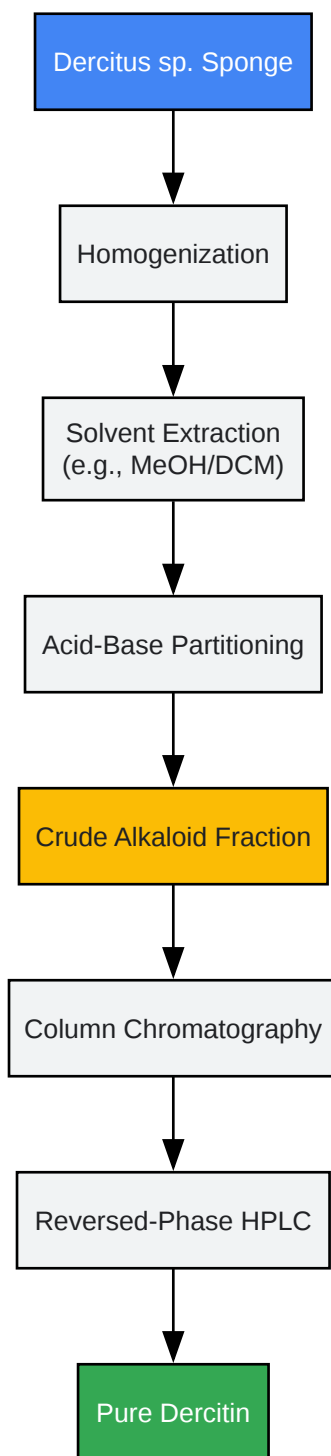 Dercitus sp. Sponge
Homogenization
Solvent Extraction
(e.g., MeOH/DCM)
Acid-Base Partitioning
Crude Alkaloid Fraction
Column Chromatography
Reversed-Phase HPLC
Pure Dercitin